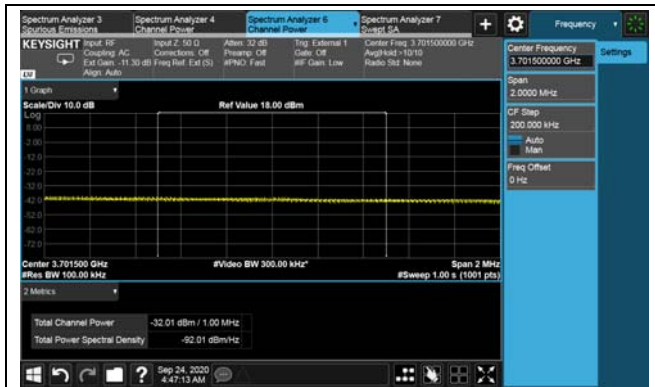 Spectrum Analyzer 3
Spurious Emissions
Spectrum Analyzer 4
Channel Power
Spectrum Analyzer 6
Channel Power
Spectrum Analyzer 7
Swept SA
+
Frequency
KEYSIGHT
Input: RF
Coupling: AC
Ext Gaining: -11.30 dB
Align: Auto
Input Z: 50 Ω
Corrections: Off
Freq Ref: Ext (S)
Atten: 32 dB
Preamp: Off
#PNO: Fast
Trig: External 1
Gate: Off
#IF Gain: Low
Center Freq: 3.701500000 GHz
Avg|Hold:>10/10
Radio Std: None
LXI
Center Frequency
3.701500000 GHz
Settings
Span
2.0000 MHz
CF Step
200.000 kHz
Auto
Man
Freq Offset
0 Hz
1 Graph
Scale/Div 10.0 dB
Ref Value 18.00 dBm
Log
8.00
-2.00
-12.0
-22.0
-32.0
-42.0
-52.0
-62.0
-72.0
Center 3.701500 GHz
#Video BW 300.00 kHz*
Span 2 MHz
#Res BW 100.00 kHz
#Sweep 1.00 s (1001 pts)
2 Metrics
Total Channel Power -32.01 dBm / 1.00 MHz
Total Power Spectral Density -92.01 dBm/Hz
?
Sep 24, 2020
4:47:13 AM